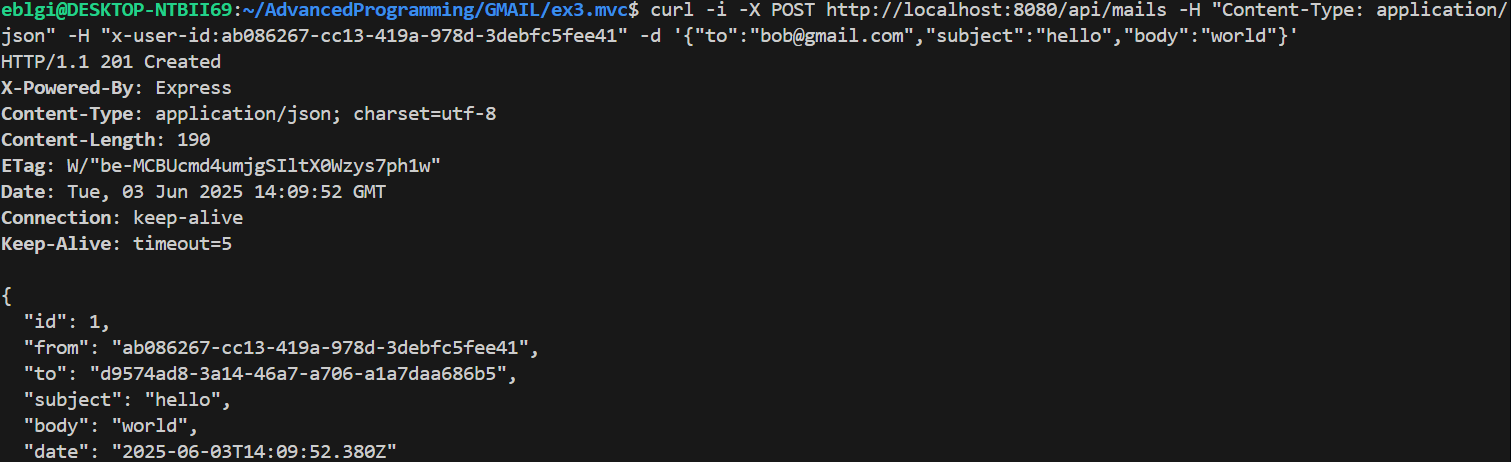 eblgi@DESKTOP-NTBII69:~/AdvancedProgramming/GMAIL/ex3.mvc$ curl -i -X POST http://localhost:8080/api/mails -H "Content-Type: application/
json" -H "x-user-id:ab086267-cc13-419a-978d-3debfc5fee41" -d '{"to":"bob@gmail.com","subject":"hello","body":"world"}'
HTTP/1.1 201 Created
X-Powered-By: Express
Content-Type: application/json; charset=utf-8
Content-Length: 190
ETag: W/"be-MCBUcmd4umjgSIltX0Wzys7ph1w"
Date: Tue, 03 Jun 2025 14:09:52 GMT
Connection: keep-alive
Keep-Alive: timeout=5

{
  "id": 1,
  "from": "ab086267-cc13-419a-978d-3debfc5fee41",
  "to": "d9574ad8-3a14-46a7-a706-a1a7daa686b5",
  "subject": "hello",
  "body": "world",
  "date": "2025-06-03T14:09:52.380Z"